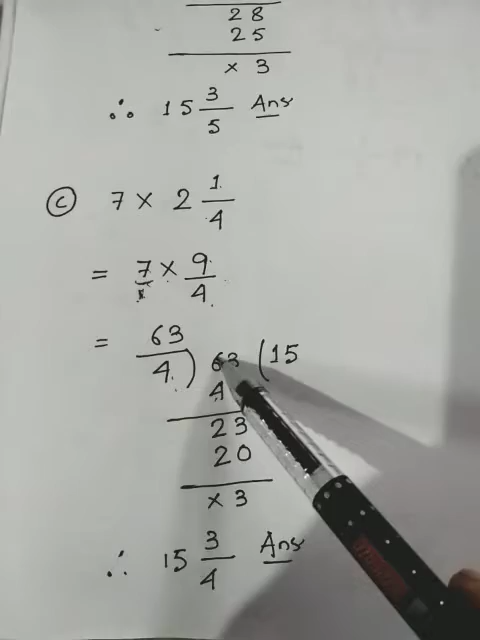 28
25
× 3
∴ 15 3/5 Ans
(c) 7 × 2 1/4
= 7/1 × 9/4
= 63/4
4) 63 (15
4
23
20
× 3
∴ 15 3/4 Ans